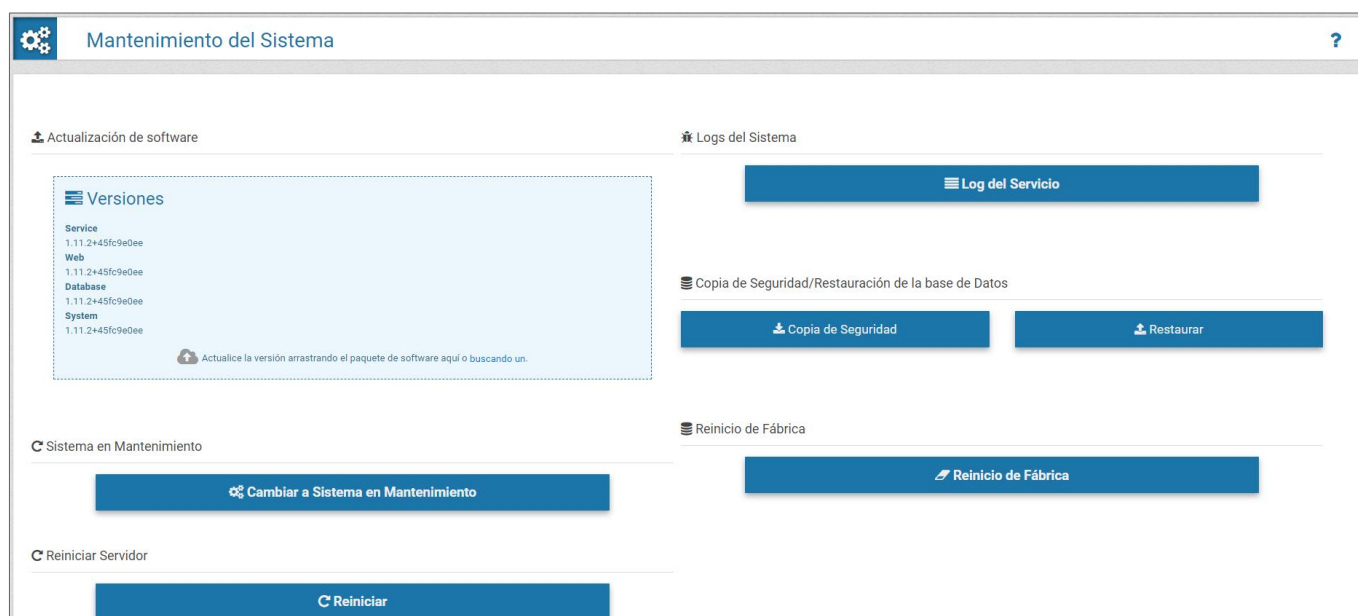 Mantenimiento del Sistema
?
Actualización de software
Versiones
Service
1.11.2+45fc9e0ee
Web
1.11.2+45fc9e0ee
Database
1.11.2+45fc9e0ee
System
1.11.2+45fc9e0ee
Actualice la versión arrastrando el paquete de software aquí o buscando un.
Sistema en Mantenimiento
Cambiar a Sistema en Mantenimiento
Reiniciar Servidor
Reiniciar
Logs del Sistema
Log del Servicio
Copia de Seguridad/Restauración de la base de Datos
Copia de Seguridad
Restaurar
Reinicio de Fábrica
Reinicio de Fábrica